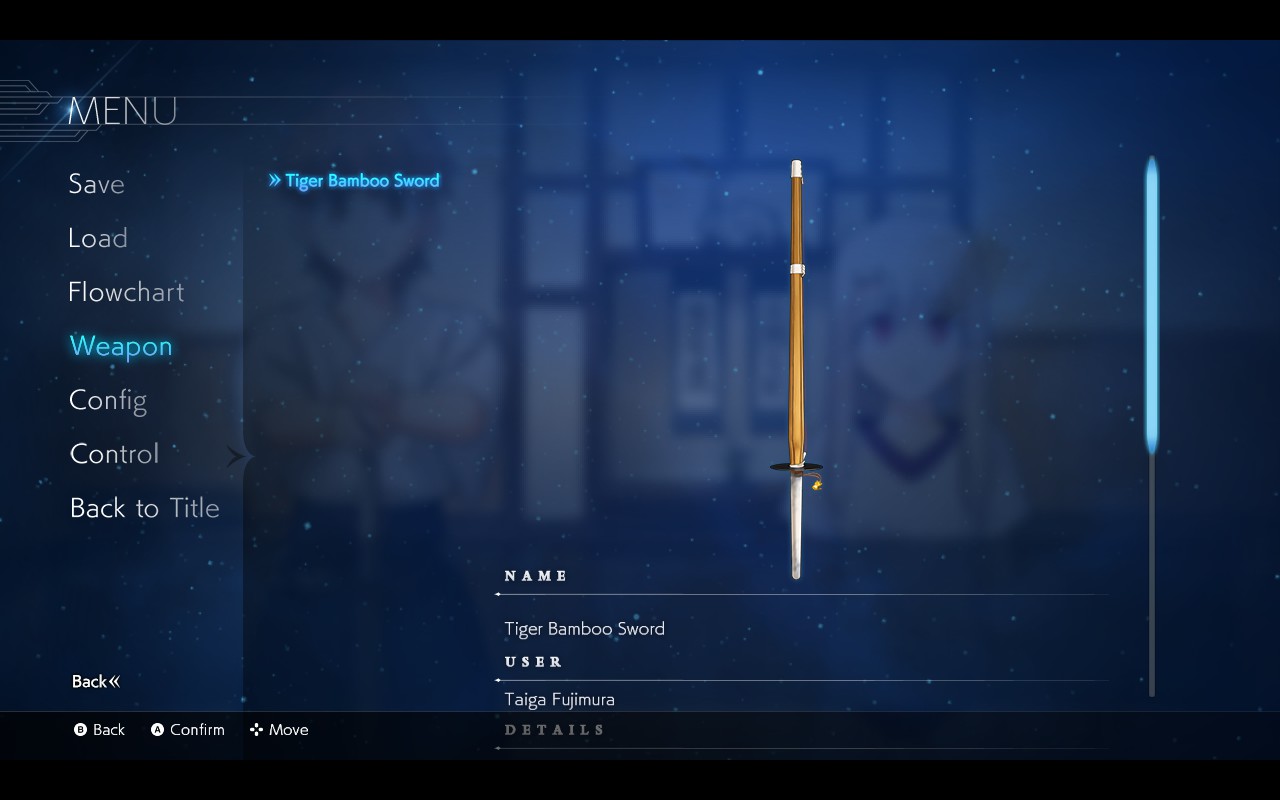 MENU
Save
Load
Flowchart
Weapon
Config
Control
Back to Title
Back«
» Tiger Bamboo Sword
NAME
Tiger Bamboo Sword
USER
Taiga Fujimura
DETAILS
B Back A Confirm Move